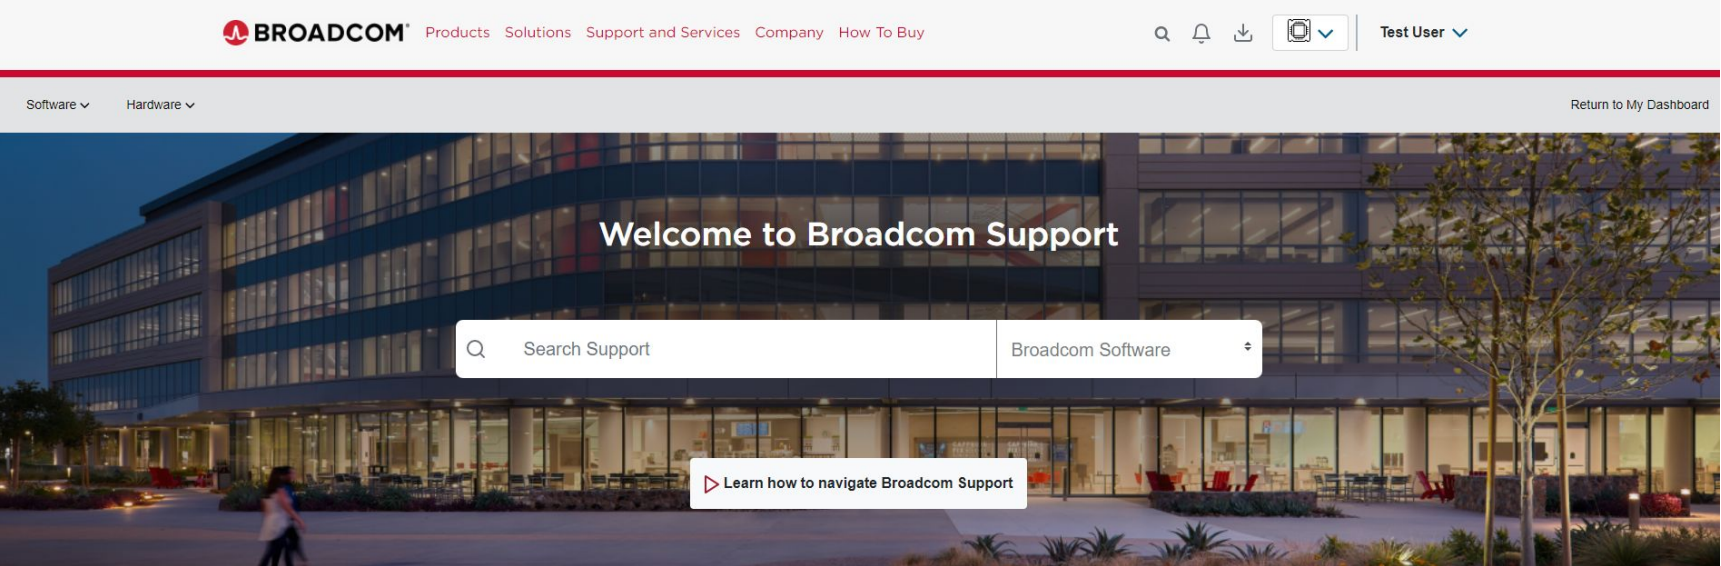 BROADCOM Products Solutions Support and Services Company How To Buy Test User
Software Hardware Return to My Dashboard
Welcome to Broadcom Support
Search Support Broadcom Software
Learn how to navigate Broadcom Support